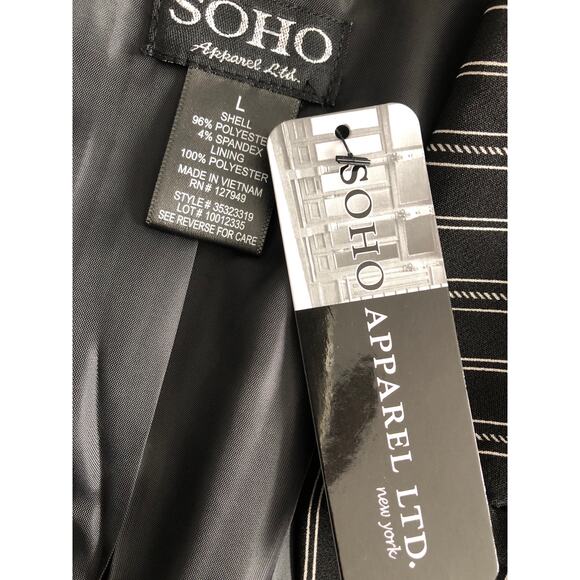 SOHO
Apparel Ltd.
L
SHELL
96% POLYESTE
4% SPANDEX
LINING
100% POLYESTER
MADE IN VIETNAM
RN# 127949
STYLE# 35323319
LOT# 10012335
SEE REVERSE FOR CARE
SOHO APPAREL LTD.
new york